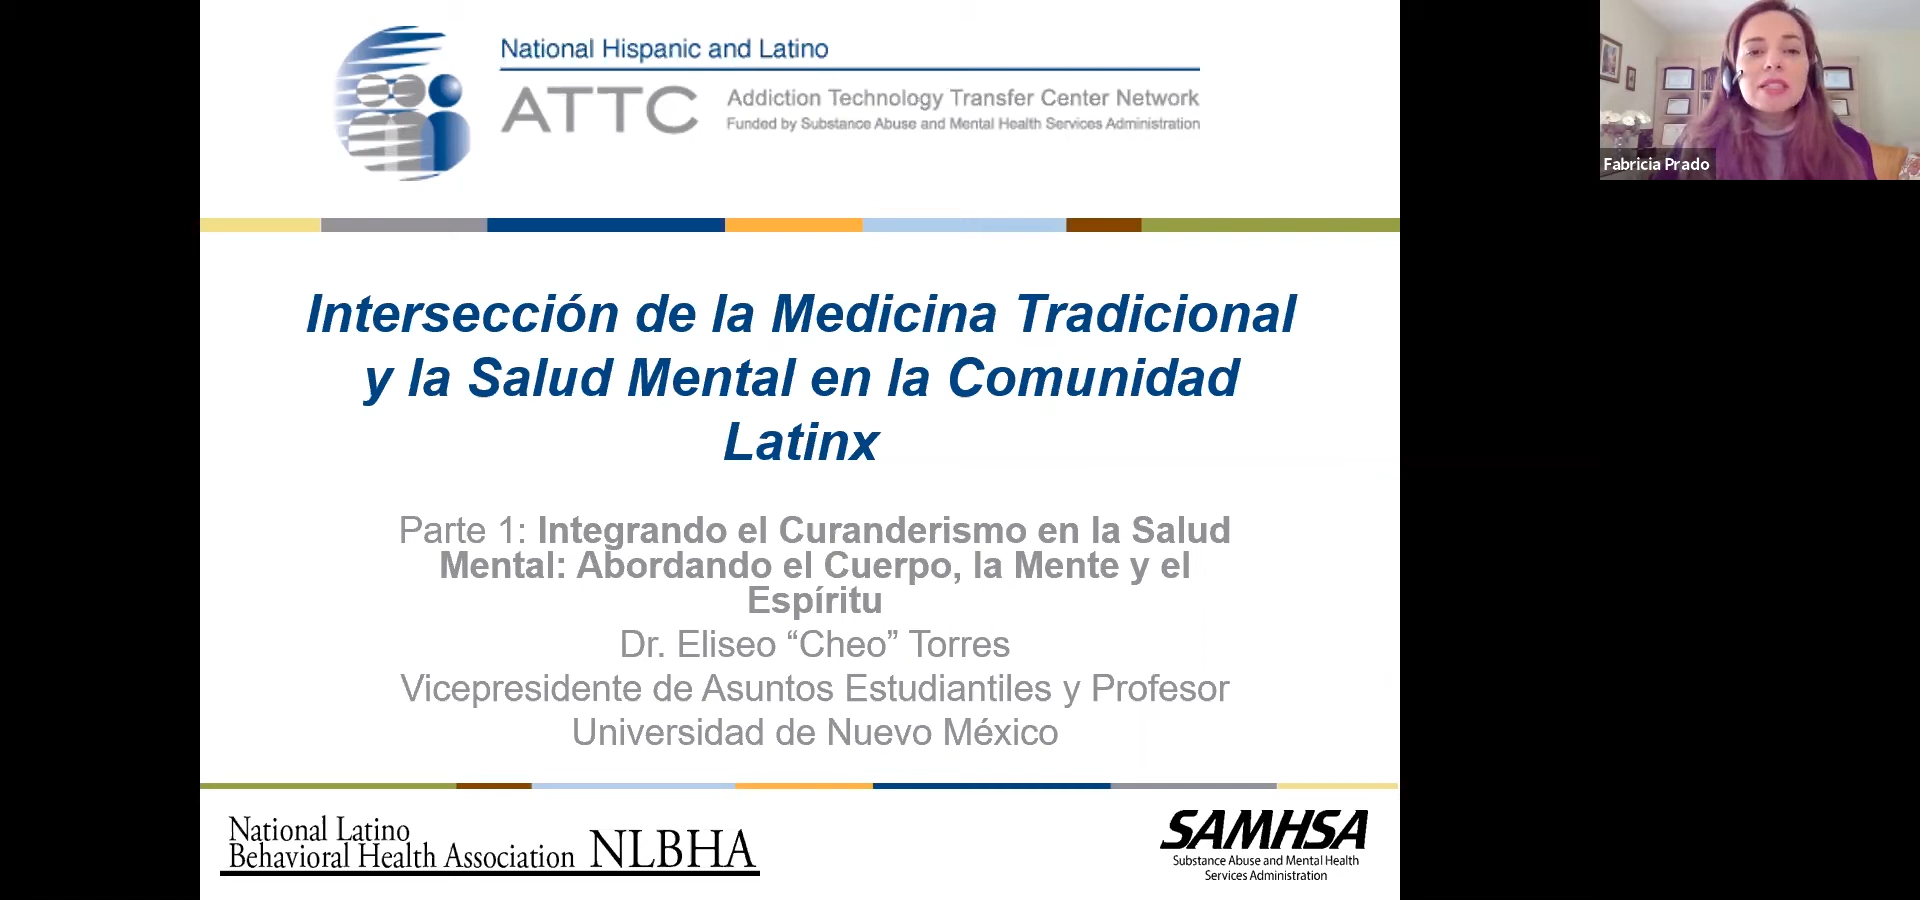 National Hispanic and Latino
ATTC
Addiction Technology Transfer Center Network
Funded by Substance Abuse and Mental Health Services Administration
Fabricia Prado
Intersección de la Medicina Tradicional
y la Salud Mental en la Comunidad
Latinx
Parte 1: Integrando el Curanderismo en la Salud
Mental: Abordando el Cuerpo, la Mente y el
Espíritu
Dr. Eliseo “Cheo” Torres
Vicepresidente de Asuntos Estudiantiles y Profesor
Universidad de Nuevo México
National Latino
Behavioral Health Association NLBHA
SAMHSA
Substance Abuse and Mental Health
Services Administration